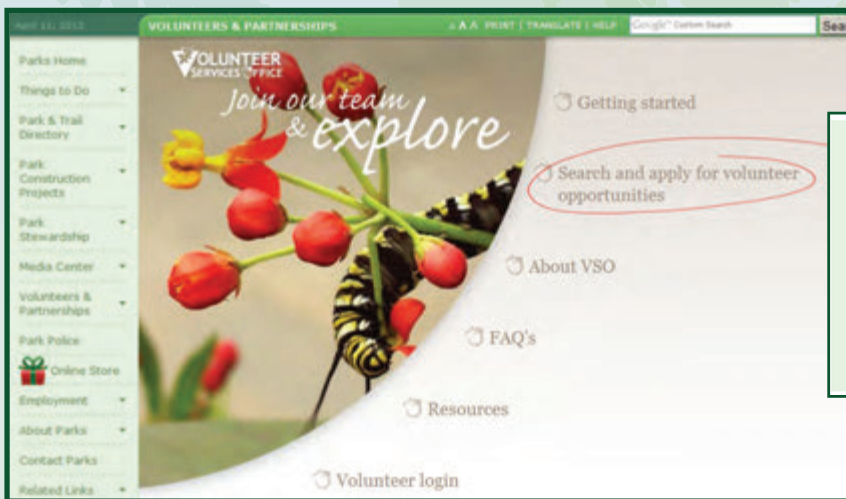 April 11, 2012
VOLUNTEERS & PARTNERSHIPS
A A A PRINT | TRANSLATE | HELP
Google™ Custom Search
Sea
Parks Home
Things to Do
Park & Trail
Directory
Park
Construction
Projects
Park
Stewardship
Media Center
Volunteers &
Partnerships
Park Police
Online Store
Employment
About Parks
Contact Parks
Related Links
VOLUNTEER
SERVICES OFFICE
Join our team
& explore
Getting started
Search and apply for volunteer
opportunities
About VSO
FAQ's
Resources
Volunteer login